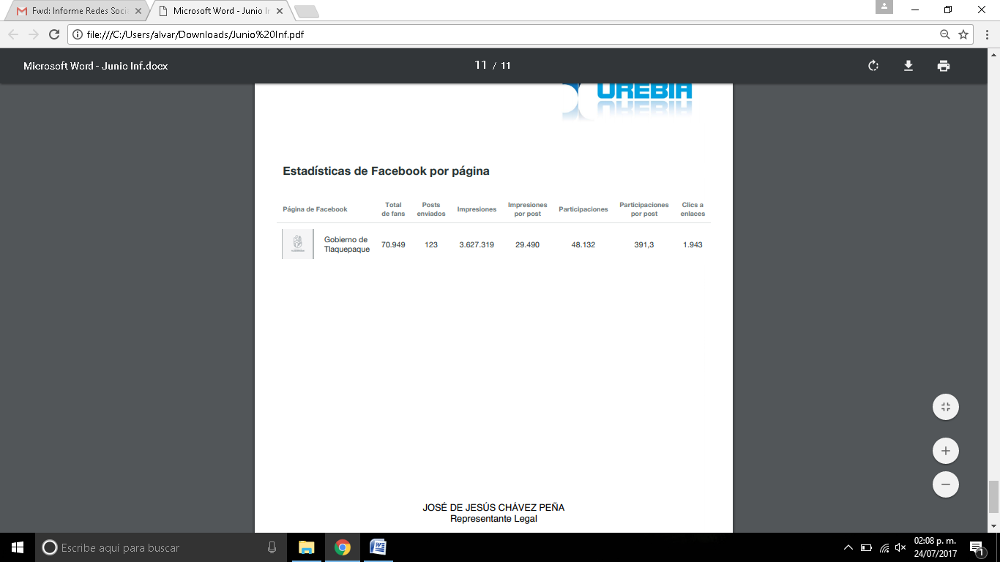 Fwd: Informe Redes Soci
Microsoft Word - Junio In
file:///C:/Users/alvar/Downloads/Junio%20Inf.pdf
Microsoft Word - Junio Inf.docx
11 / 11
UREBIA
Estadísticas de Facebook por página
Página de Facebook
Total de fans
Posts enviados
Impresiones
Impresiones por post
Participaciones
Participaciones por post
Clics a enlaces
Gobierno de
Tlaquepaque
70.949 123 3.627.319 29.490 48.132 391,3 1.943
JOSÉ DE JESÚS CHÁVEZ PEÑA
Representante Legal
Escribe aquí para buscar
02:08 p. m.
24/07/2017
1